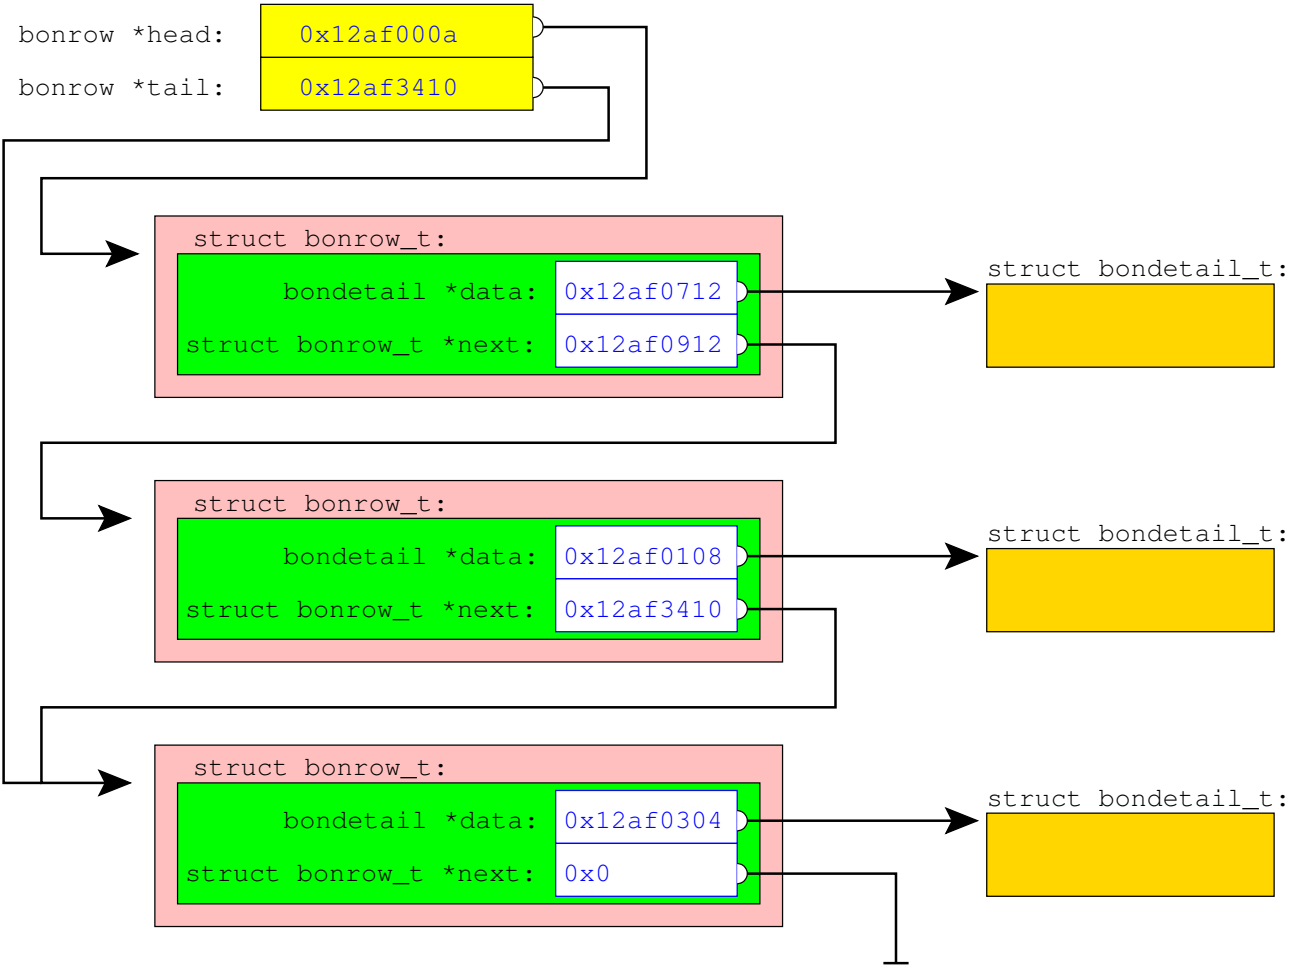 bonrow *head: 0x12af000a
bonrow *tail: 0x12af3410
struct bonrow_t:
struct bondetail_t:
bondetail *data: 0x12af0712
struct bonrow_t *next: 0x12af0912
struct bonrow_t:
struct bondetail_t:
bondetail *data: 0x12af0108
struct bonrow_t *next: 0x12af3410
struct bonrow_t:
struct bondetail_t:
bondetail *data: 0x12af0304
struct bonrow_t *next: 0x0